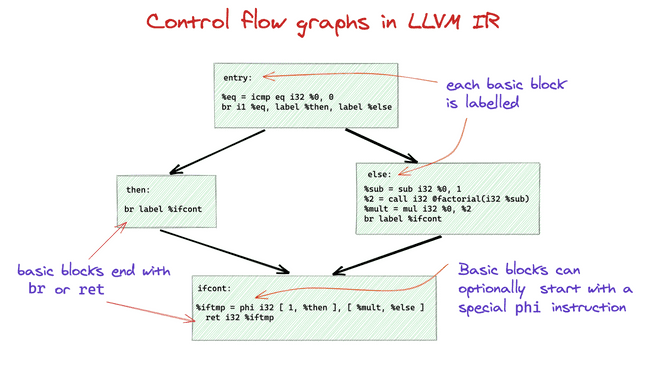 Control flow graphs in LLVM IR
entry:
%eq = icmp eq i32 %0, 0
br i1 %eq, label %then, label %else
each basic block
is labelled
then:
br label %ifcont
else:
%sub = sub i32 %0, 1
%2 = call i32 @factorial(i32 %sub)
%mult = mul i32 %0, %2
br label %ifcont
basic blocks end with
br or ret
ifcont:
%iftmp = phi i32 [ 1, %then ], [ %mult, %else ]
ret i32 %iftmp
Basic blocks can
optionally start with a
special phi instruction